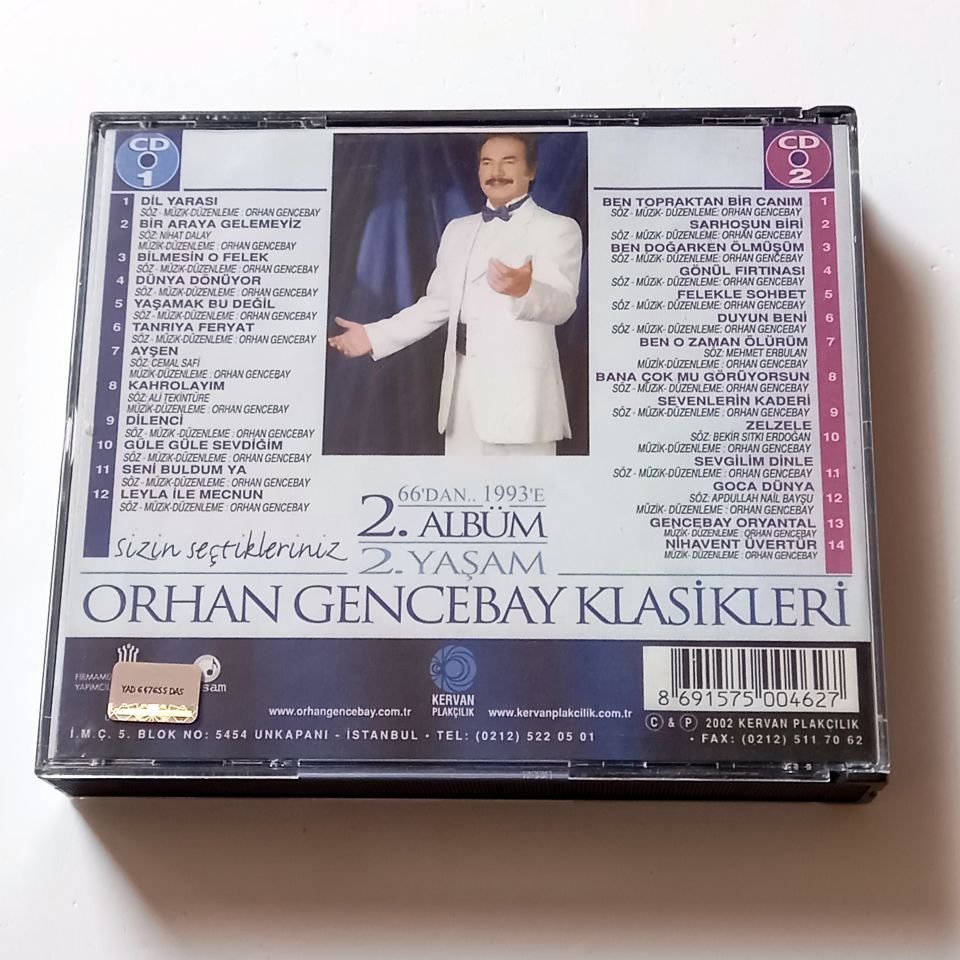 CD
1
1 DİL YARASI
SÖZ - MÜZİK-DÜZENLEME : ORHAN GENCEBAY
2 BİR ARAYA GELEMEYİZ
SÖZ: NİHAT DALAY
MÜZİK-DÜZENLEME : ORHAN GENCEBAY
3 BİLMESİN O FELEK
SÖZ - MÜZİK-DÜZENLEME : ORHAN GENCEBAY
4 DÜNYA DÖNÜYOR
SÖZ - MÜZİK-DÜZENLEME : ORHAN GENCEBAY
5 YAŞAMAK BU DEĞİL
SÖZ - MÜZİK-DÜZENLEME : ORHAN GENCEBAY
6 TANRIYA FERYAT
SÖZ - MÜZİK-DÜZENLEME : ORHAN GENCEBAY
7 AYŞEN
SÖZ: CEMAL SAFİ
MÜZİK-DÜZENLEME : ORHAN GENCEBAY
8 KAHROLAYIM
SÖZ: ALİ TEKİNTÜRE
MÜZİK-DÜZENLEME : ORHAN GENCEBAY
9 DİLENCİ
SÖZ - MÜZİK -DÜZENLEME : ORHAN GENCEBAY
10 GÜLE GÜLE SEVDİĞİM
SÖZ - MÜZİK-DÜZENLEME : ORHAN GENCEBAY
11 SENİ BULDUM YA
SÖZ - MÜZİK-DÜZENLEME : ORHAN GENCEBAY
12 LEYLA İLE MECNUN
SÖZ - MÜZİK-DÜZENLEME : ORHAN GENCEBAY
sizin seçtikleriniz
CD
2
BEN TOPRAKTAN BİR CANIM 1
SÖZ - MÜZİK- DÜZENLEME: ORHAN GENCEBAY
SARHOŞUN BİRİ 2
SÖZ - MÜZİK- DÜZENLEME: ORHAN GENCEBAY
BEN DOĞARKEN ÖLMÜŞÜM 3
SÖZ - MÜZİK- DÜZENLEME: ORHAN GENCEBAY
GÖNÜL FIRTINASI 4
SÖZ - MÜZİK- DÜZENLEME: ORHAN GENCEBAY
FELEKLE SOHBET 5
SÖZ - MÜZİK - DÜZENLEME : ORHAN GENCEBAY
DUYUN BENİ 6
SÖZ - MÜZİK- DÜZENLEME : ORHAN GENCEBAY
BEN O ZAMAN ÖLÜRÜM 7
SÖZ: MEHMET ERBULAN
MÜZİK-DÜZENLEME : ORHAN GENCEBAY
BANA ÇOK MU GÖRÜYORSUN 8
SÖZ - MÜZİK- DÜZENLEME : ORHAN GENCEBAY
SEVENLERİN KADERİ 9
SÖZ - MÜZİK - DÜZENLEME : ORHAN GENCEBAY
ZELZELE 10
SÖZ: BEKİR SITKI ERDOĞAN
MÜZİK-DÜZENLEME : ORHAN GENCEBAY
SEVGİLİM DİNLE 11
SÖZ - MÜZİK - DÜZENLEME : ORHAN GENCEBAY
GOCA DÜNYA 12
SÖZ: APDULLAH NAİL BAYŞU
MÜZİK-DÜZENLEME : ORHAN GENCEBAY
GENCEBAY ORYANTAL 13
MÜZİK- DÜZENLEME : ORHAN GENCEBAY
NİHAVENT ÜVERTÜR 14
MÜZİK- DÜZENLEME : ORHAN GENCEBAY
66'DAN.. 1993'E
2. ALBÜM
2. YAŞAM
ORHAN GENCEBAY KLASİKLERİ
YAD 647655 DAS
www.orhangencebay.com.tr
KERVAN
PLAKÇILIK
www.kervanplakcilik.com.tr
8 691575 004627
C & P 2002 KERVAN PLAKCILIK
İ.M.Ç. 5. BLOK NO: 5454 UNKAPANI - İSTANBUL • TEL: (0212) 522 05 01 • FAX: (0212) 511 70 62